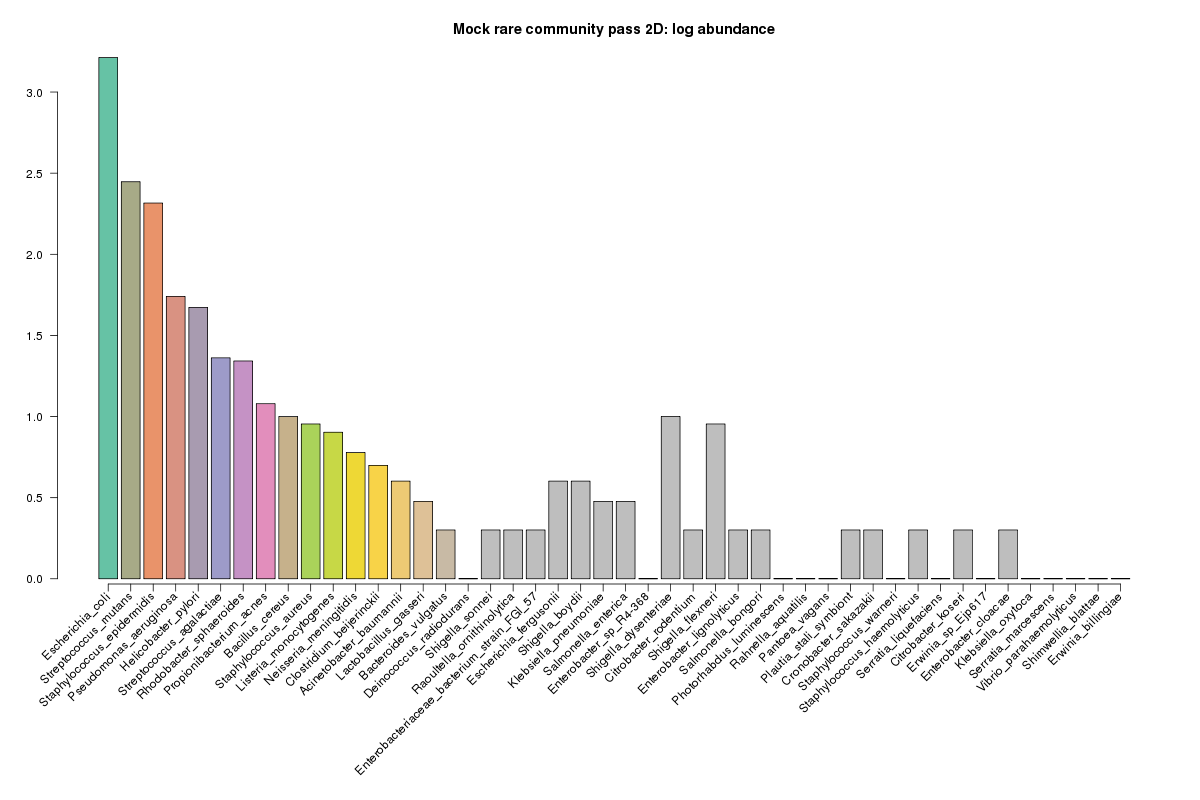 Mock rare community pass 2D: log abundance
3.0
2.5
2.0
1.5
1.0
0.5
0.0
Escherichia_coli
Streptococcus_mutans
Staphylococcus_epidermidis
Pseudomonas_aeruginosa
Helicobacter_pylori
Streptococcus_agalactiae
Rhodobacter_sphaeroides
Propionibacterium_acnes
Bacillus_cereus
Staphylococcus_aureus
Listeria_monocytogenes
Neisseria_meningitidis
Clostridium_beijerinckii
Acinetobacter_baumannii
Lactobacillus_gasseri
Bacteroides_vulgatus
Deinococcus_radiodurans
Shigella_sonnei
Raoultella_ornithinolytica
Enterobacteriaceae_bacterium_strain_FGI_57
Escherichia_fergusonii
Shigella_boydii
Klebsiella_pneumoniae
Salmonella_enterica
Enterobacter_sp_R4-368
Shigella_dysenteriae
Citrobacter_rodentium
Shigella_flexneri
Enterobacter_lignolyticus
Salmonella_bongori
Photorhabdus_luminescens
Rahnella_aquatilis
Pantoea_vagans
Plautia_stali_symbiont
Cronobacter_sakazakii
Staphylococcus_warneri
Staphylococcus_haemolyticus
Serratia_liquefaciens
Citrobacter_koseri
Erwinia_sp_Ejp617
Enterobacter_cloacae
Klebsiella_oxytoca
Serratia_marcescens
Vibrio_parahaemolyticus
Shimwellia_blattae
Erwinia_billingiae